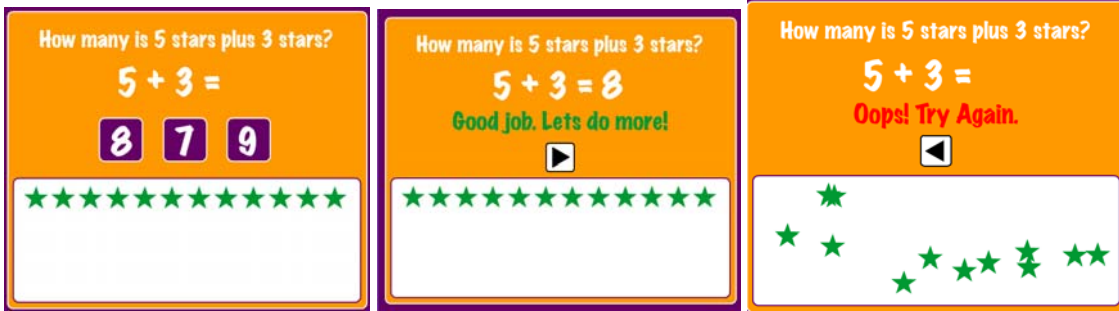 How many is 5 stars plus 3 stars?
5 + 3 =
8 7 9
How many is 5 stars plus 3 stars?
5 + 3 = 8
Good job. Lets do more!
How many is 5 stars plus 3 stars?
5 + 3 =
Oops! Try Again.